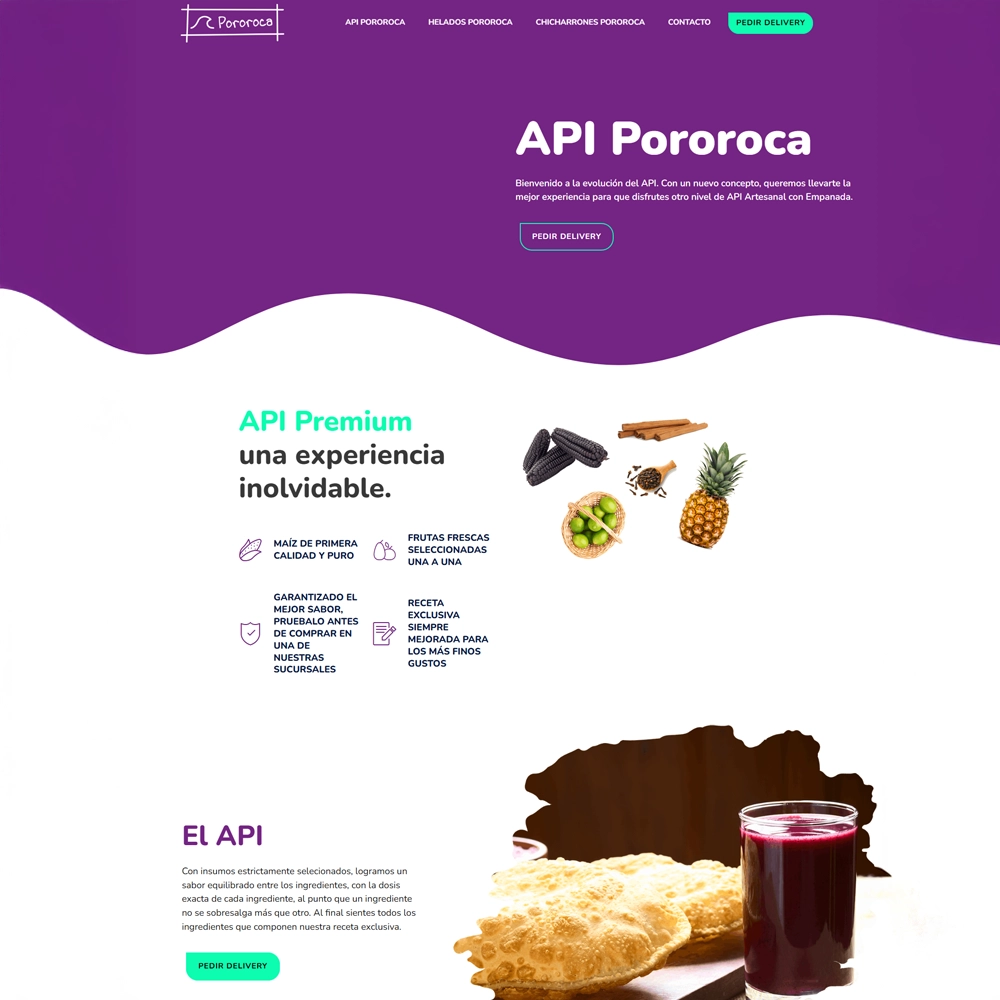 Pororoca
API POROROCA
HELADOS POROROCA
CHICHARRONES POROROCA
CONTACTO
PEDIR DELIVERY
API Pororoca
Bienvenido a la evolución del API. Con un nuevo concepto, queremos llevarte la
mejor experiencia para que disfrutes otro nivel de API Artesanal con Empanada.
PEDIR DELIVERY
API Premium
una experiencia
inolvidable.
MAÍZ DE PRIMERA
CALIDAD Y PURO
FRUTAS FRESCAS
SELECCIONADAS
UNA A UNA
GARANTIZADO EL
MEJOR SABOR,
PRUEBALO ANTES
DE COMPRAR EN
UNA DE
NUESTRAS
SUCURSALES
RECETA
EXCLUSIVA
SIEMPRE
MEJORADA PARA
LOS MÁS FINOS
GUSTOS
El API
Con insumos estrictamente selecionados, logramos un
sabor equilibrado entre los ingredientes, con la dosis
exacta de cada ingrediente, al punto que un ingrediente
no se sobresalga más que otro. Al final sientes todos los
ingredientes que componen nuestra receta exclusiva.
PEDIR DELIVERY